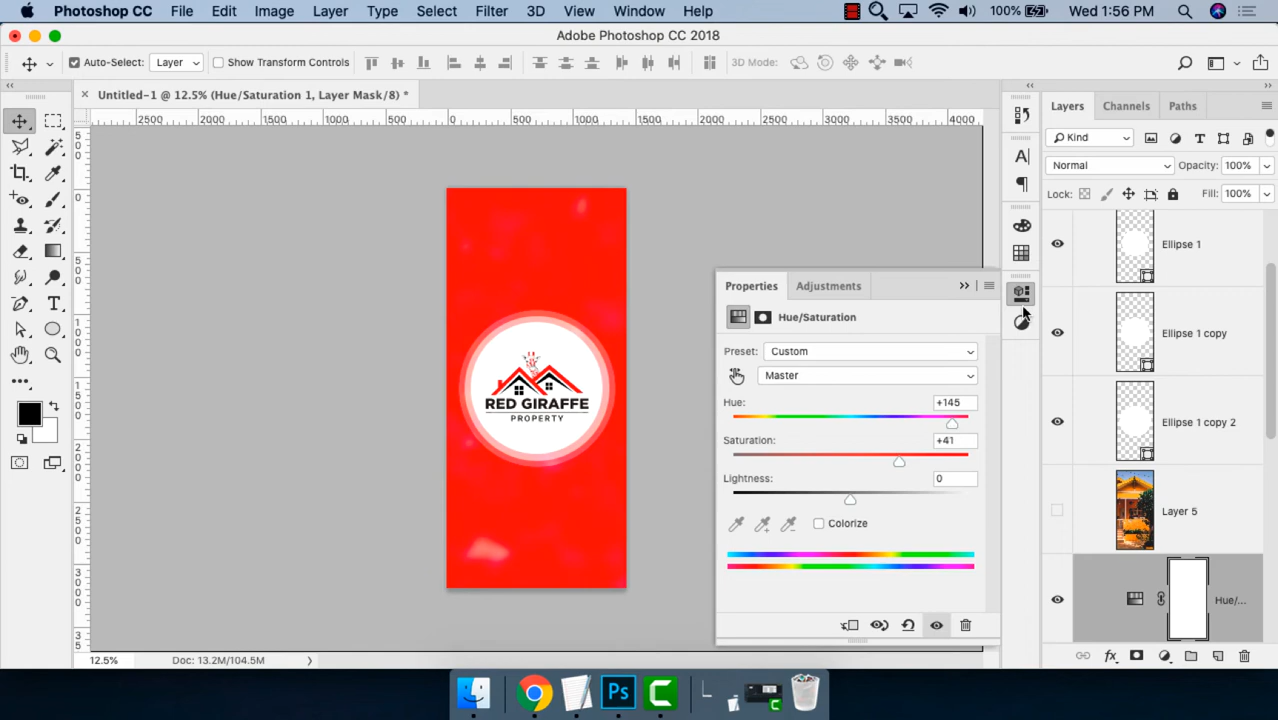 Photoshop CC File Edit Image Layer Type Select Filter 3D View Window Help 100% Wed 1:56 PM
Adobe Photoshop CC 2018
Auto-Select: Layer Show Transform Controls 3D Mode:
Untitled-1 @ 12.5% (Hue/Saturation 1, Layer Mask/8) *
2500 2000 1500 1000 500 0 500 1000 1500 2000 2500 3000 3500 4000
Layers Channels Paths
Kind
Normal Opacity: 100%
Lock: Fill: 100%
Ellipse 1
Ellipse 1 copy
Ellipse 1 copy 2
Layer 5
Hue/...
Properties Adjustments
Hue/Saturation
Preset: Custom
Master
Hue: +145
Saturation: +41
Lightness: 0
Colorize
RED GIRAFFE
PROPERTY
12.5% Doc: 13.2M/104.5M
Ps